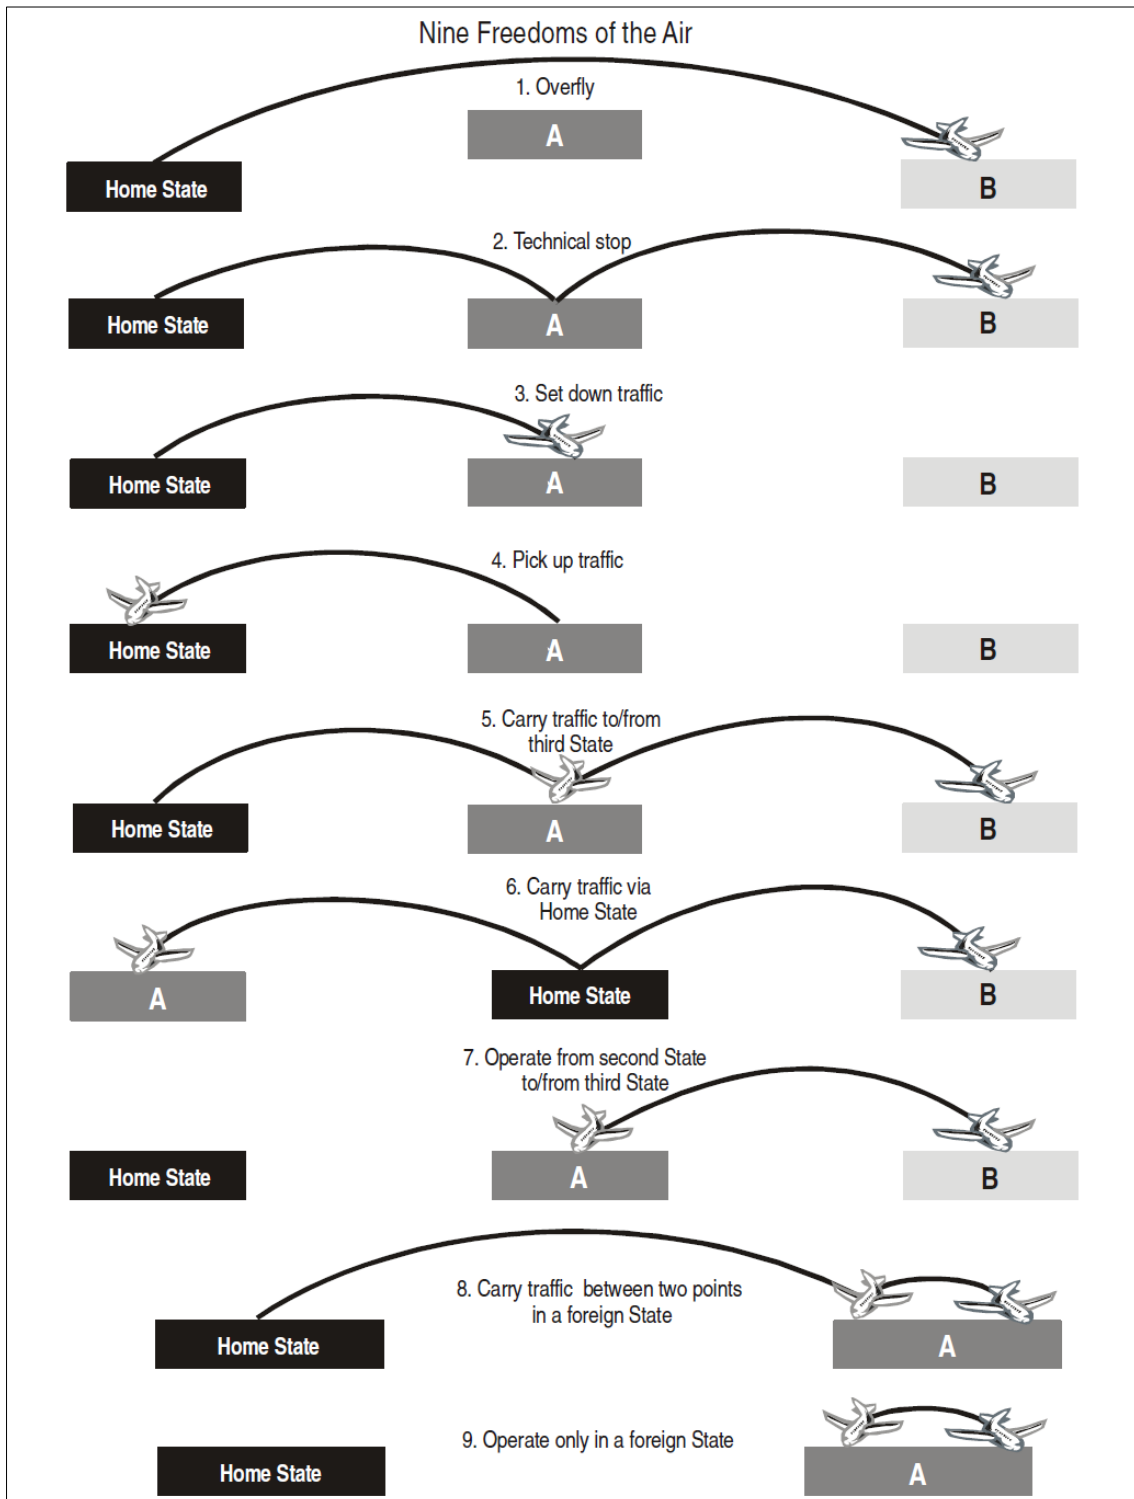 Nine Freedoms of the Air
1. Overfly
A
Home State
B
2. Technical stop
Home State
A
B
3. Set down traffic
Home State
A
B
4. Pick up traffic
Home State
A
B
5. Carry traffic to/from
third State
Home State
A
B
6. Carry traffic via
Home State
A
Home State
B
7. Operate from second State
to/from third State
Home State
A
B
8. Carry traffic between two points
in a foreign State
Home State
A
9. Operate only in a foreign State
Home State
A